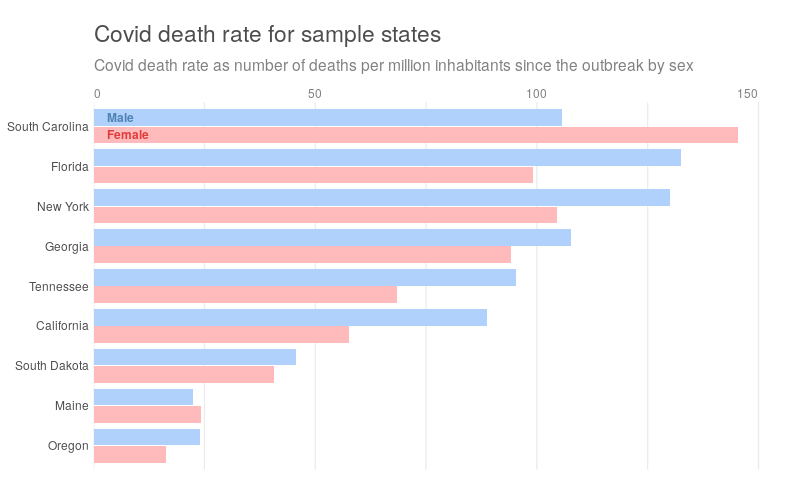 Covid death rate for sample states
Covid death rate as number of deaths per million inhabitants since the outbreak by sex
0 50 100 150
Male
South Carolina
Female
Florida
New York
Georgia
Tennessee
California
South Dakota
Maine
Oregon